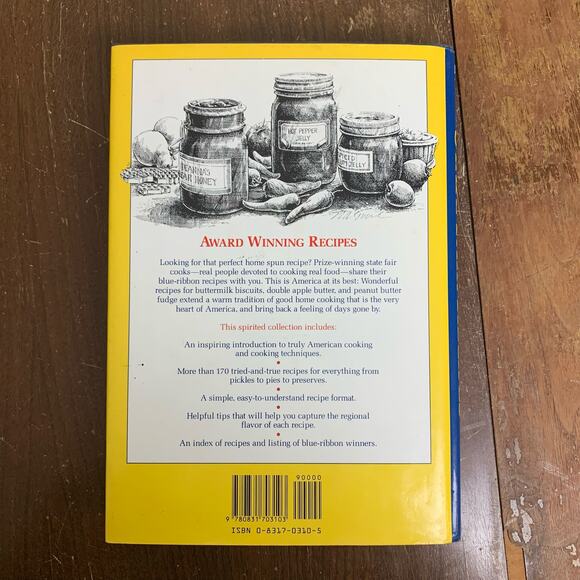 HOT PEPPER
JELLY
HONEY
JELLY
AWARD WINNING RECIPES
Looking for that perfect home spun recipe? Prize-winning state fair
cooks—real people devoted to cooking real food—share their
blue-ribbon recipes with you. This is America at its best: Wonderful
recipes for buttermilk biscuits, double apple butter, and peanut butter
fudge extend a warm tradition of good home cooking that is the very
heart of America, and bring back a feeling of days gone by.
This spirited collection includes:
An inspiring introduction to truly American cooking
and cooking techniques.
•
More than 170 tried-and-true recipes for everything from
pickles to pies to preserves.
•
A simple, easy-to-understand recipe format.
•
Helpful tips that will help you capture the regional
flavor of each recipe.
•
An index of recipes and listing of blue-ribbon winners.
90000
9 780831 703103
ISBN 0-8317-0310-5